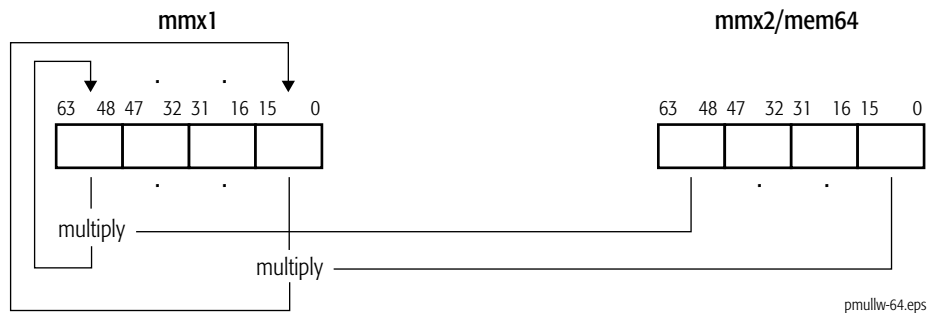 mmx1 mmx2/mem64
. .
63 48 47 32 31 16 15 0 63 48 47 32 31 16 15 0
. . . .
multiply
multiply
pmullw-64.eps